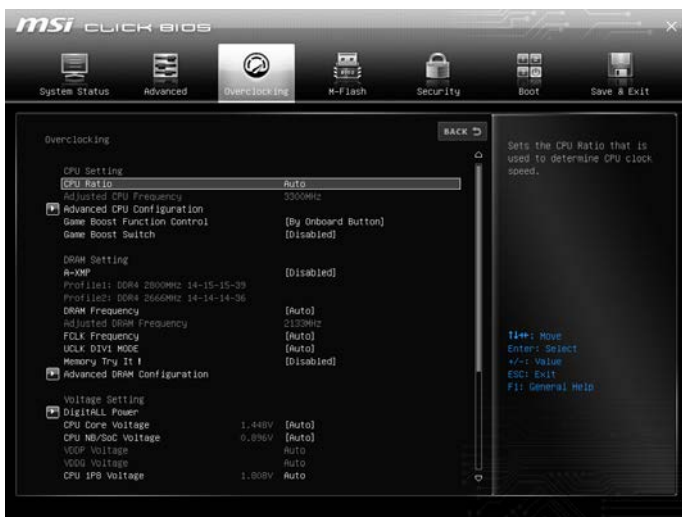 msi CLICK BIOS
System Status Advanced Overclocking M-Flash Security Boot Save & Exit
Overclocking
BACK
CPU Setting
CPU Ratio Auto
Adjusted CPU Frequency 3300MHz
Advanced CPU Configuration
Game Boost Function Control [By Onboard Button]
Game Boost Switch [Disabled]
DRAM Setting
A-XMP [Disabled]
Profile1: DDR4 2800MHz 14-15-15-39
Profile2: DDR4 2666MHz 14-14-14-36
DRAM Frequency [Auto]
Adjusted DRAM Frequency 2133MHz
FCLK Frequency [Auto]
UCLK DIV1 MODE [Auto]
Memory Try It ! [Disabled]
Advanced DRAM Configuration
Voltage Setting
DigitALL Power
CPU Core Voltage 1.448V [Auto]
CPU NB/SoC Voltage 0.896V [Auto]
VDDP Voltage Auto
VDDG Voltage Auto
CPU 1P8 Voltage 1.808V Auto
Sets the CPU Ratio that is
used to determine CPU clock
speed.
↑↓←→: Move
Enter: Select
+/-: Value
ESC: Exit
F1: General Help